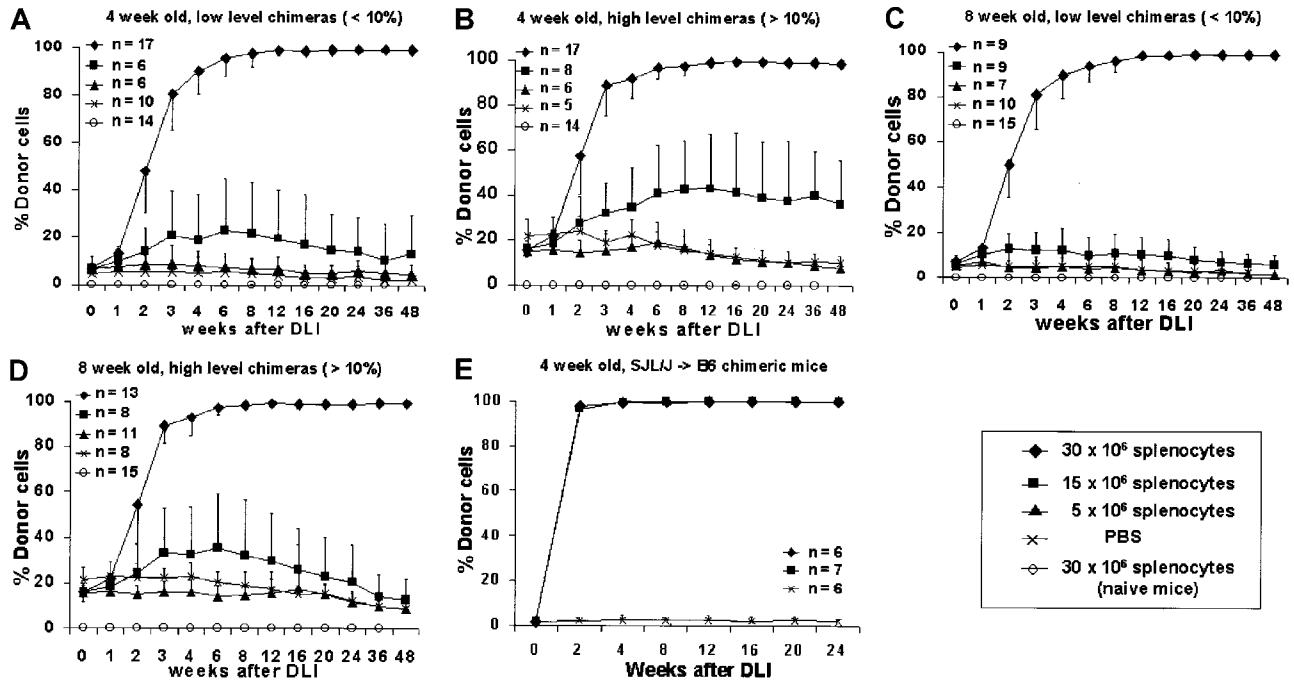 A
4 week old, low level chimeras ( < 10%)
n = 17
n = 6
n = 6
n = 10
n = 14
% Donor cells
100
80
60
40
20
0
0 1 2 3 4 6 8 12 16 20 24 36 48
weeks after DLI
B
4 week old, high level chimeras ( > 10%)
n = 17
n = 8
n = 6
n = 5
n = 14
% Donor cells
100
80
60
40
20
0
0 1 2 3 4 6 8 12 16 20 24 36 48
weeks after DLI
C
8 week old, low level chimeras (< 10%)
n = 9
n = 9
n = 7
n = 10
n = 15
% Donor cells
100
80
60
40
20
0
0 1 2 3 4 6 8 12 16 20 24 36 48
weeks after DLI
D
8 week old, high level chimeras ( > 10%)
n = 13
n = 8
n = 11
n = 8
n = 15
% Donor cells
100
80
60
40
20
0
0 1 2 3 4 6 8 12 16 20 24 36 48
weeks after DLI
E
4 week old, SJL/J -> B6 chimeric mice
% Donor cells
100
80
60
40
20
0
n = 6
n = 7
n = 6
0 2 4 8 12 16 20 24
Weeks after DLI
30 x 10⁶ splenocytes
15 x 10⁶ splenocytes
5 x 10⁶ splenocytes
PBS
30 x 10⁶ splenocytes
(naive mice)